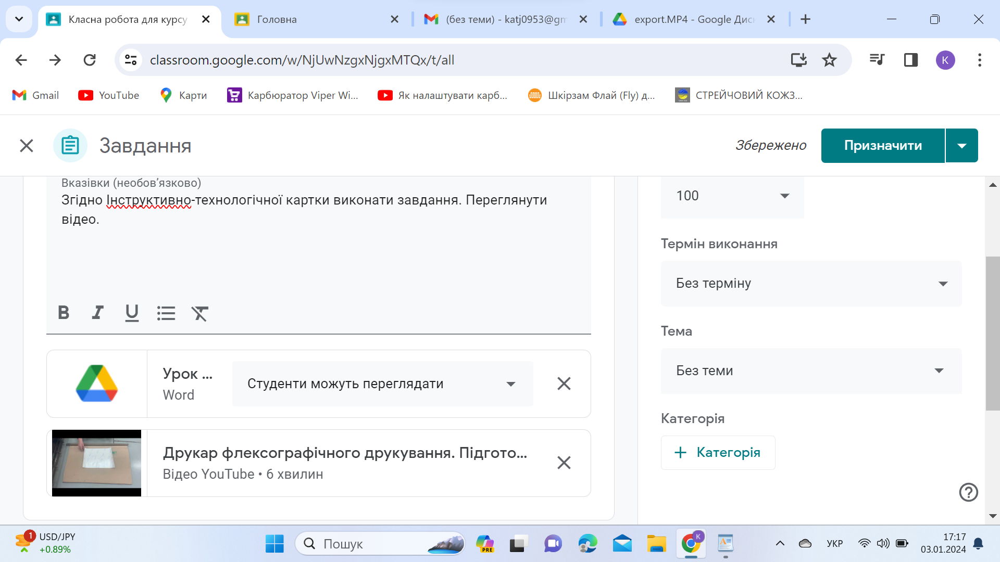 Класна робота для курсу
Головна
(без теми) - katj0953@gm
export.MP4 - Google Дис
classroom.google.com/w/NjUwNzgxNjgxMTQx/t/all
K
Gmail
YouTube
Карти
Карбюратор Viper Wi...
Як налаштувати карб...
Шкірзам Флай (Fly) д...
СТРЕЙЧОВИЙ КОЖЗ...
Завдання
Збережено
Призначити
Вказівки (необов’язково)
Згідно Інструктивно-технологічної картки виконати завдання. Переглянути
відео.
B I U
Урок ...
Word
Студенти можуть переглядати
Друкар флексографічного друкування. Підгото...
Відео YouTube • 6 хвилин
100
Термін виконання
Без терміну
Тема
Без теми
Категорія
+ Категорія
1
USD/JPY
+0.89%
Пошук
PRE
K
УКР
17:17
03.01.2024